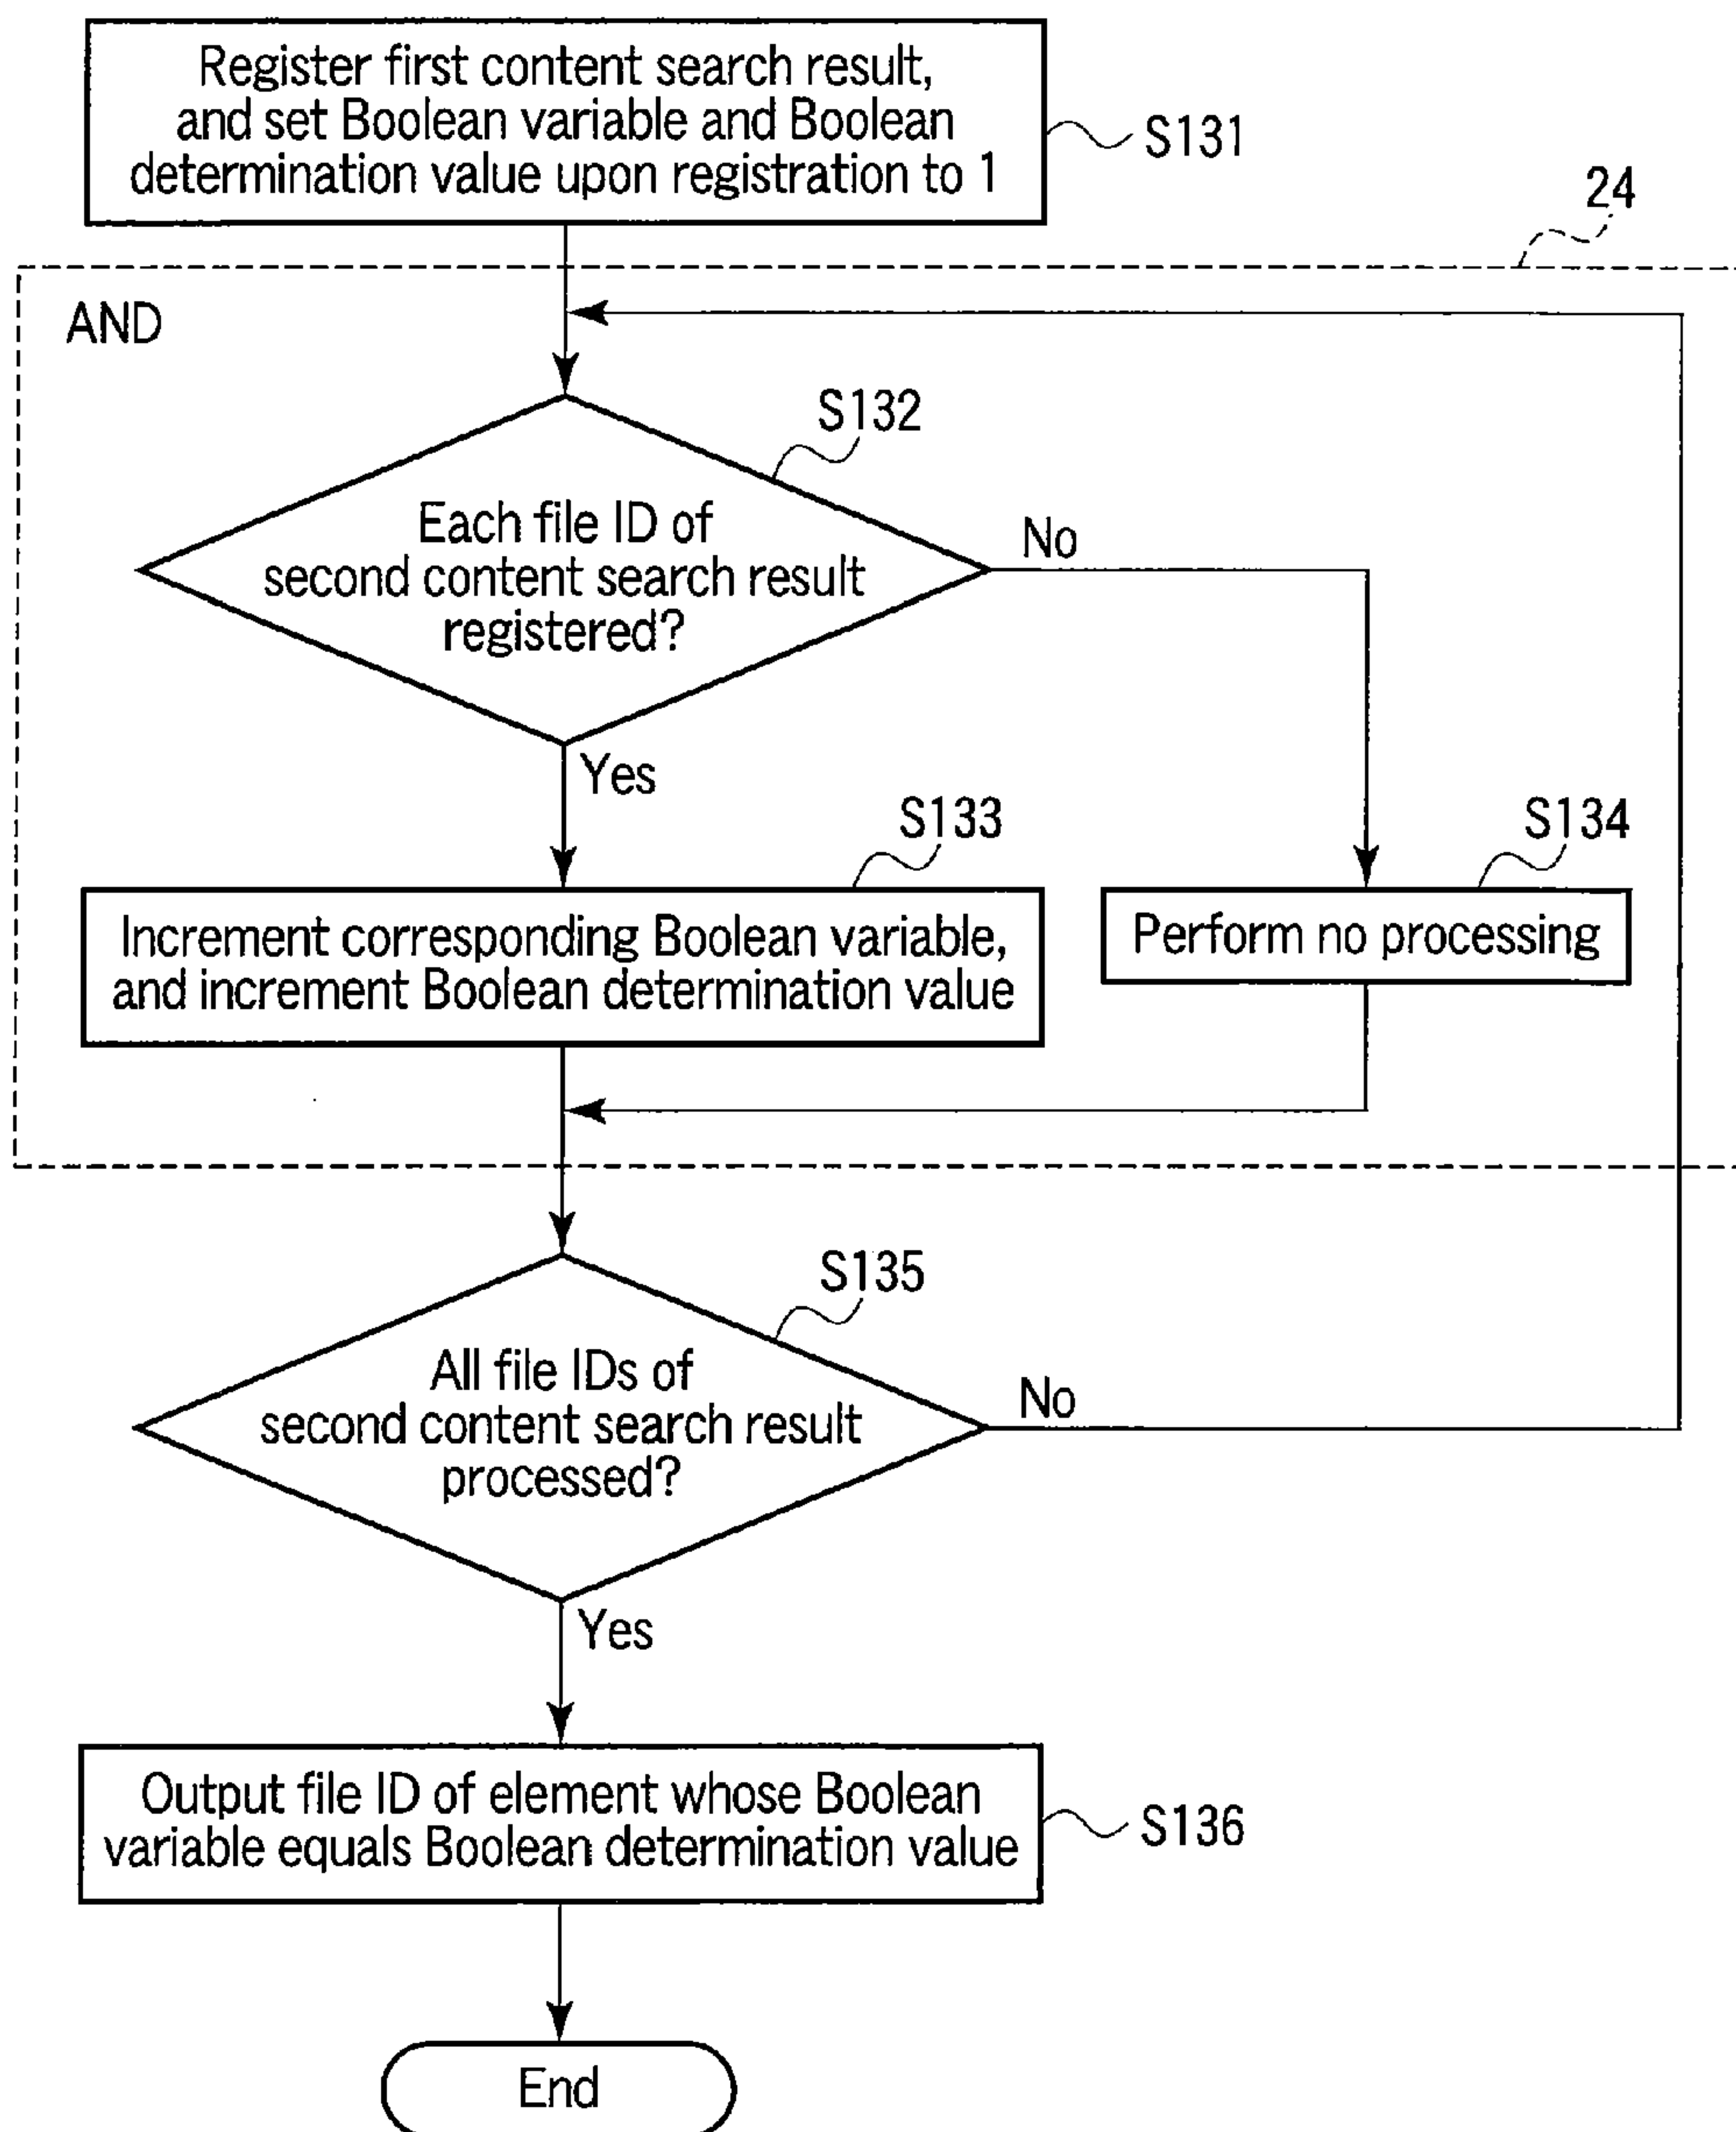 Register first content search result,
and set Boolean variable and Boolean
determination value upon registration to 1
S131
24
AND
S132
Each file ID of
second content search result
registered?
No
Yes
S133
S134
Increment corresponding Boolean variable,
and increment Boolean determination value
Perform no processing
S135
All file IDs of
second content search result
processed?
No
Yes
Output file ID of element whose Boolean
variable equals Boolean determination value
S136
End